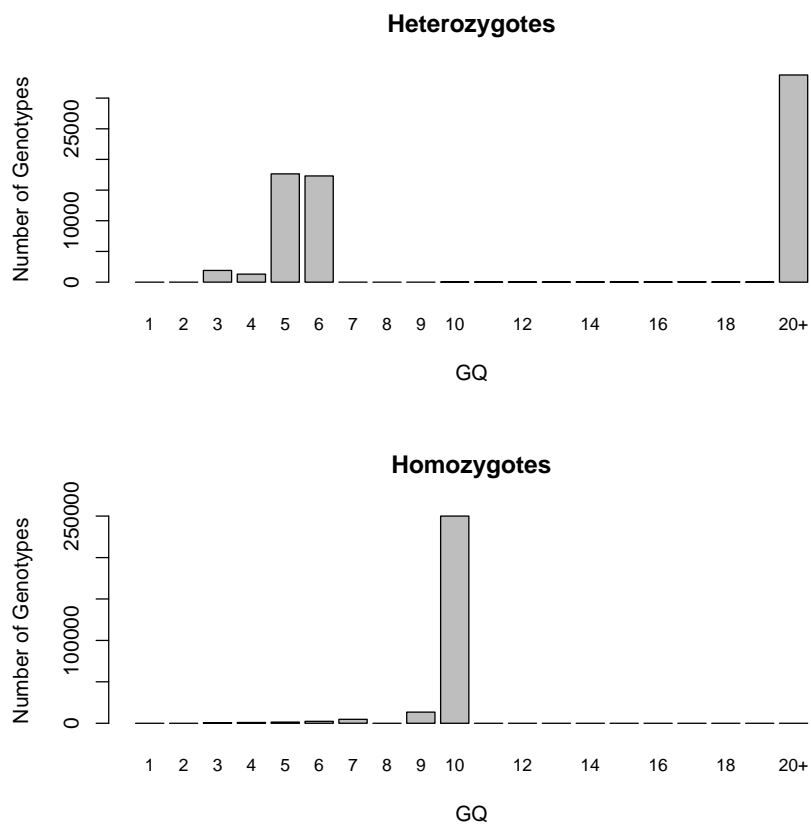 Heterozygotes
Number of Genotypes
25000
10000
0
1 2 3 4 5 6 7 8 9 10 12 14 16 18 20+
GQ
Homozygotes
Number of Genotypes
250000
100000
0
1 2 3 4 5 6 7 8 9 10 12 14 16 18 20+
GQ